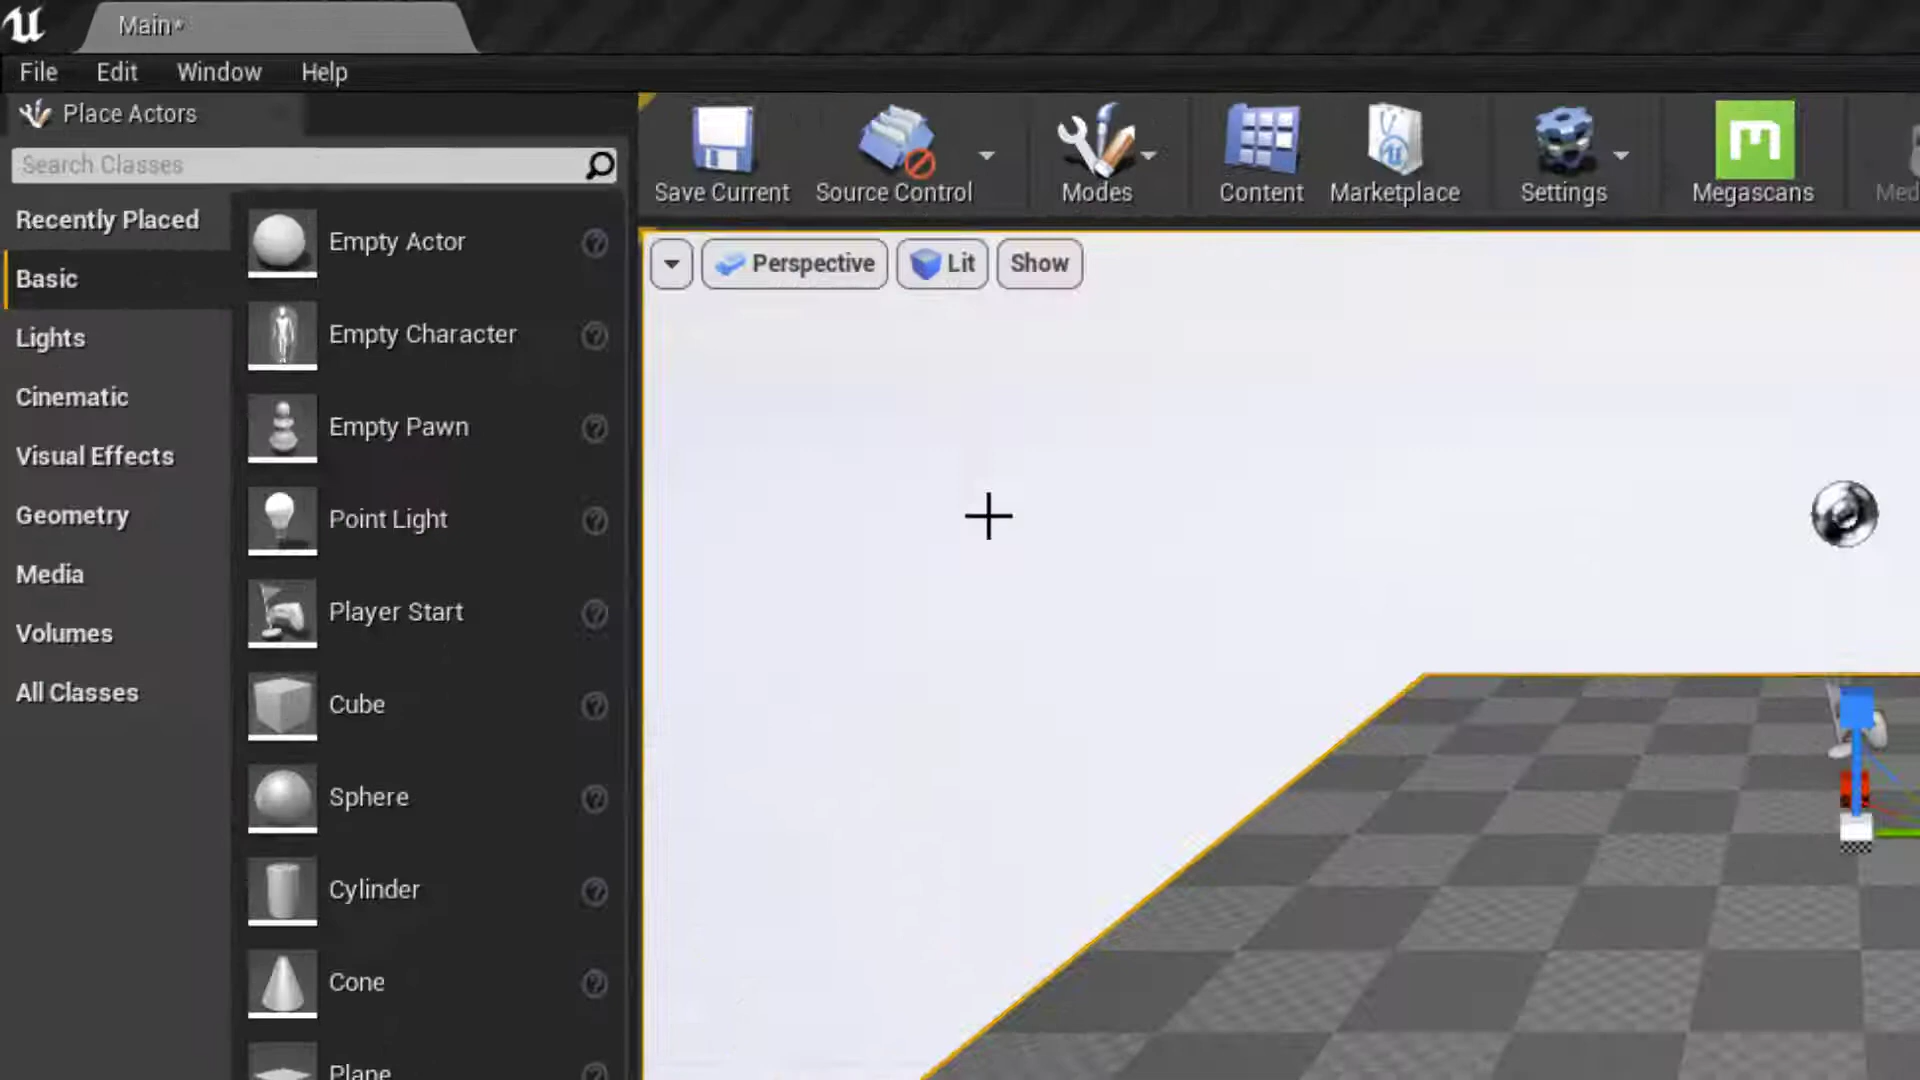 Main*
File Edit Window Help
Place Actors
Search Classes
Recently Placed
Basic
Lights
Cinematic
Visual Effects
Geometry
Media
Volumes
All Classes
Empty Actor
Empty Character
Empty Pawn
Point Light
Player Start
Cube
Sphere
Cylinder
Cone
Plane
Save Current Source Control Modes Content Marketplace Settings Megascans
Perspective Lit Show